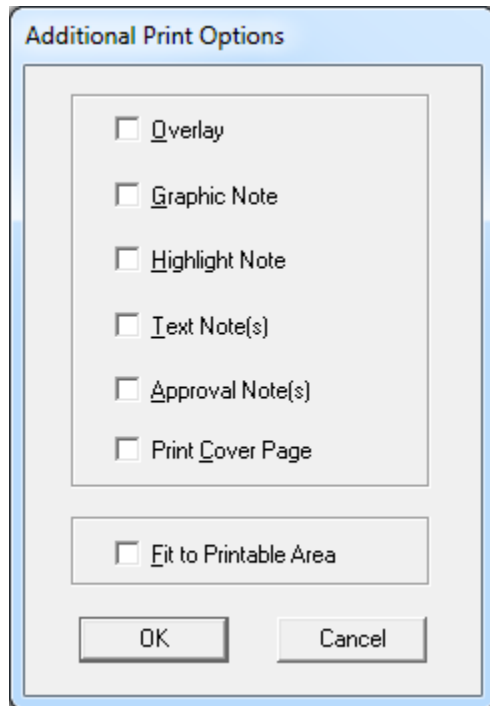 Additional Print Options
Overlay
Graphic Note
Highlight Note
Text Note(s)
Approval Note(s)
Print Cover Page
Fit to Printable Area
OK
Cancel